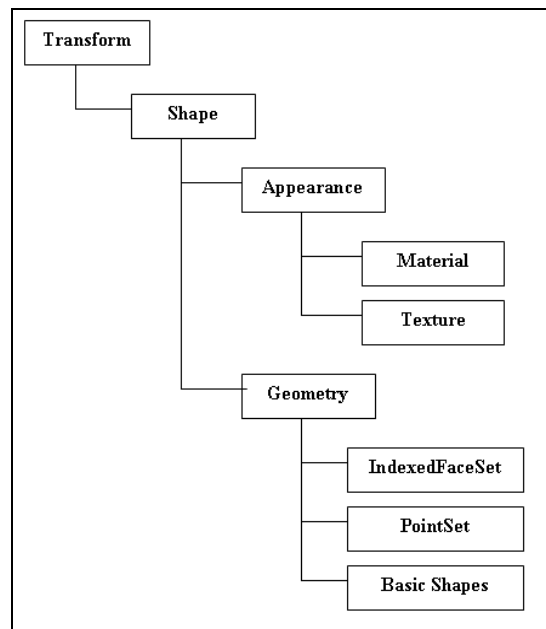 Transform
Shape
Appearance
Material
Texture
Geometry
IndexedFaceSet
PointSet
Basic Shapes